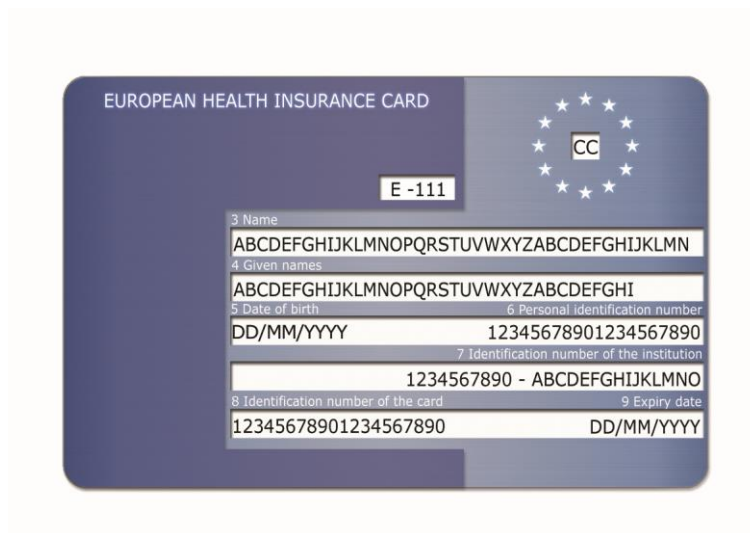 EUROPEAN HEALTH INSURANCE CARD
CC
E -111
3 Name
ABCDEFGHIJKLMNOPQRSTUVWXYZABCDEFGHIJKLMN
4 Given names
ABCDEFGHIJKLMNOPQRSTUVWXYZABCDEFGHI
5 Date of birth 6 Personal identification number
DD/MM/YYYY 12345678901234567890
7 Identification number of the institution
1234567890 - ABCDEFGHIJKLMNO
8 Identification number of the card 9 Expiry date
12345678901234567890 DD/MM/YYYY